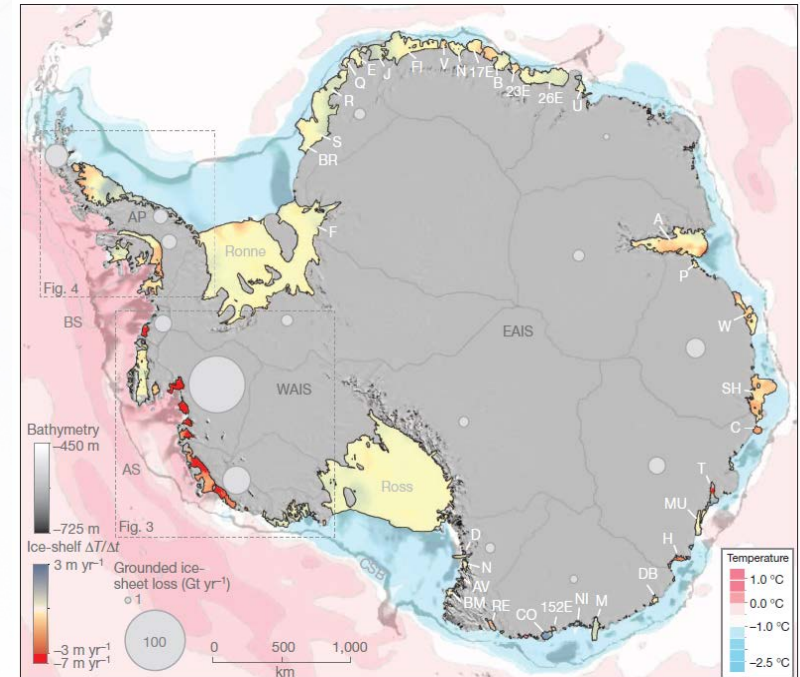 E
J
FI
V
N
17E
B
23E
26E
U
Q
R
S
BR
AP
Ronne
F
A
P
Fig. 4
BS
EAIS
W
WAIS
SH
C
Bathymetry
–450 m
–725 m
AS
Ross
T
MU
Fig. 3
Ice-shelf ΔT/Δt
3 m yr⁻¹
–3 m yr⁻¹
–7 m yr⁻¹
Grounded ice-
sheet loss (Gt yr⁻¹)
1
100
0 500 1,000
km
CSB
D
N
AV
BM
RE
CO
152E
NI
M
DB
H
Temperature
1.0 °C
0.0 °C
–1.0 °C
–2.5 °C